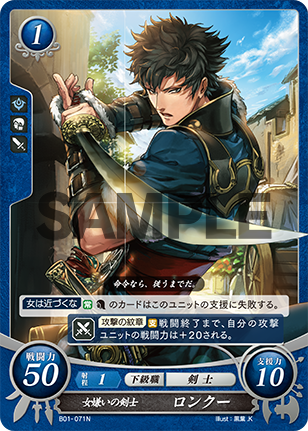 1
SAMPLE
命令なら、従うまでだ。
女は近づくな 常 のカードはこのユニットの支援に失敗する。
攻撃の紋章 支 戦闘終了まで、自分の攻撃
ユニットの戦闘力は＋20される。
戦闘力
50
射程 1 下級職 剣士
支援力
10
女嫌いの剣士 ロンクー
B01-071N
Illust：黒葉.K